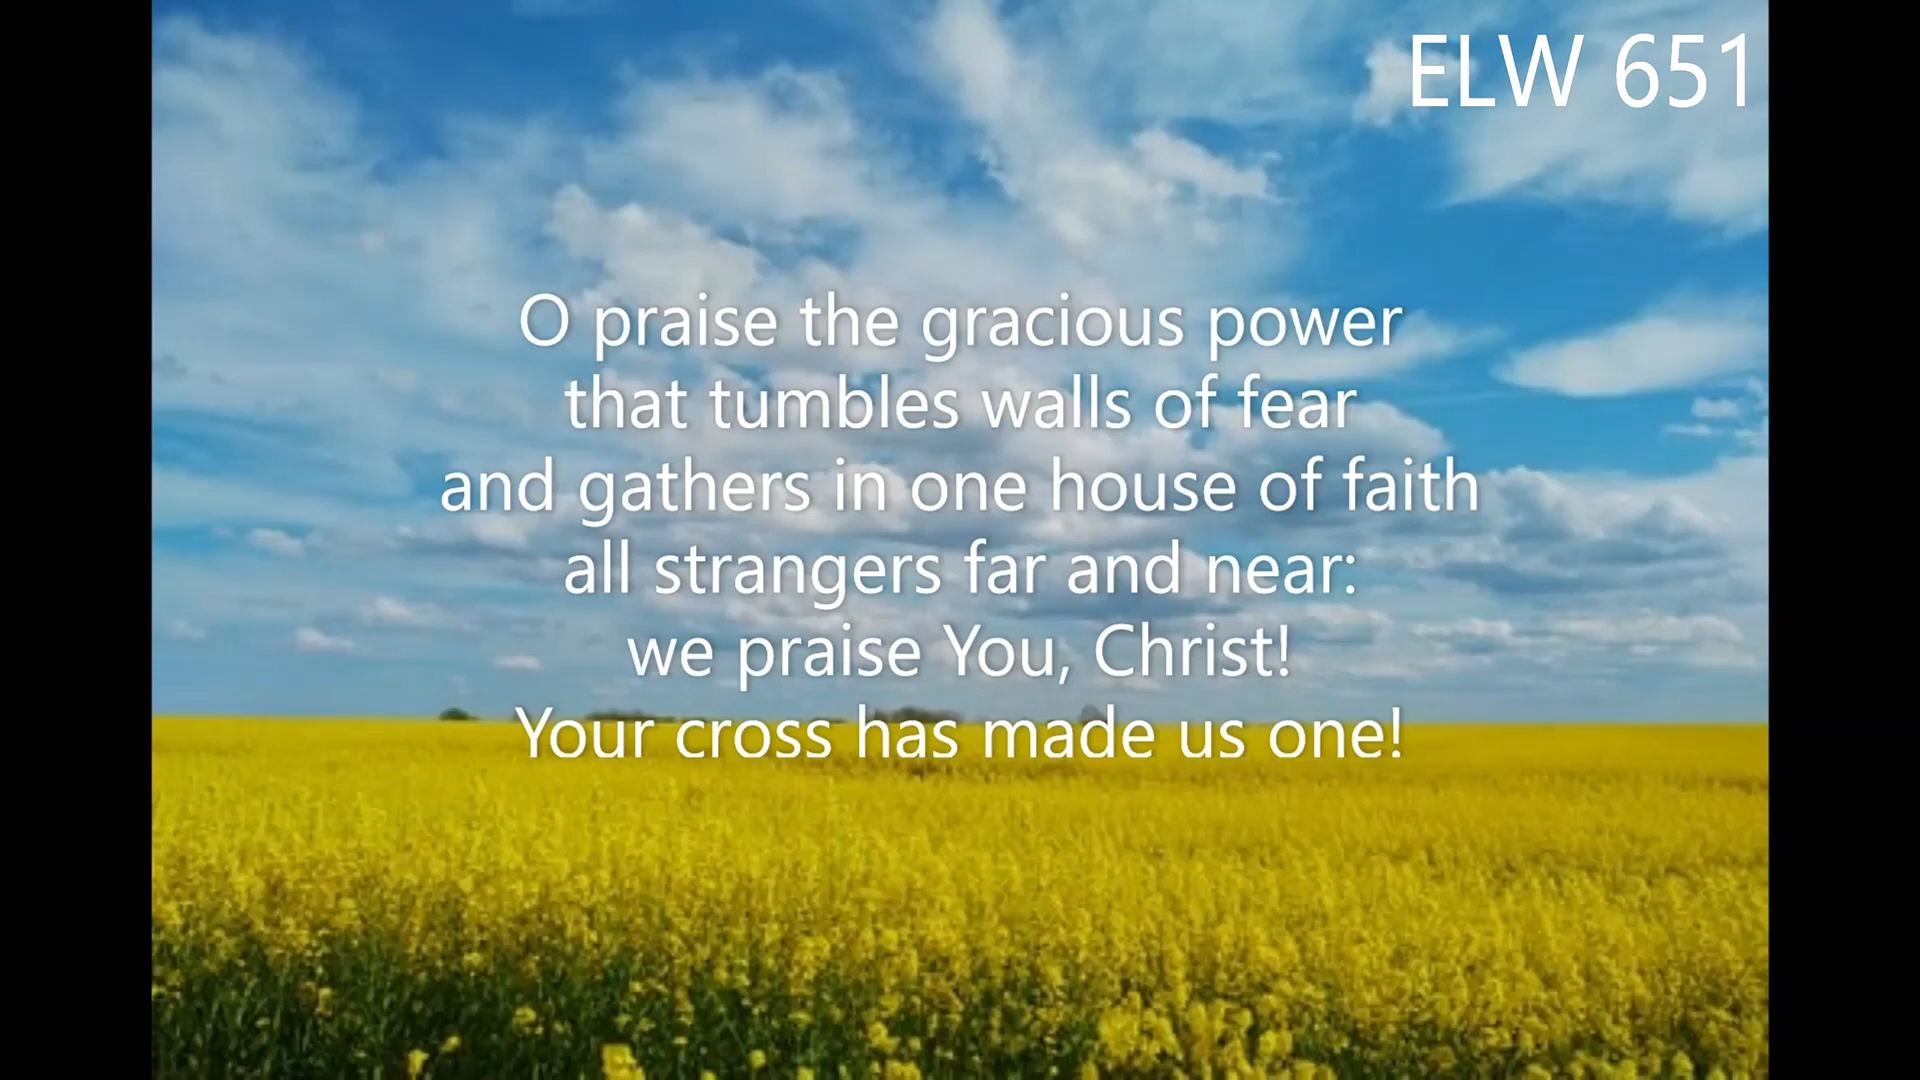 ELW 651
O praise the gracious power
that tumbles walls of fear
and gathers in one house of faith
all strangers far and near:
we praise You, Christ!
Your cross has made us one!